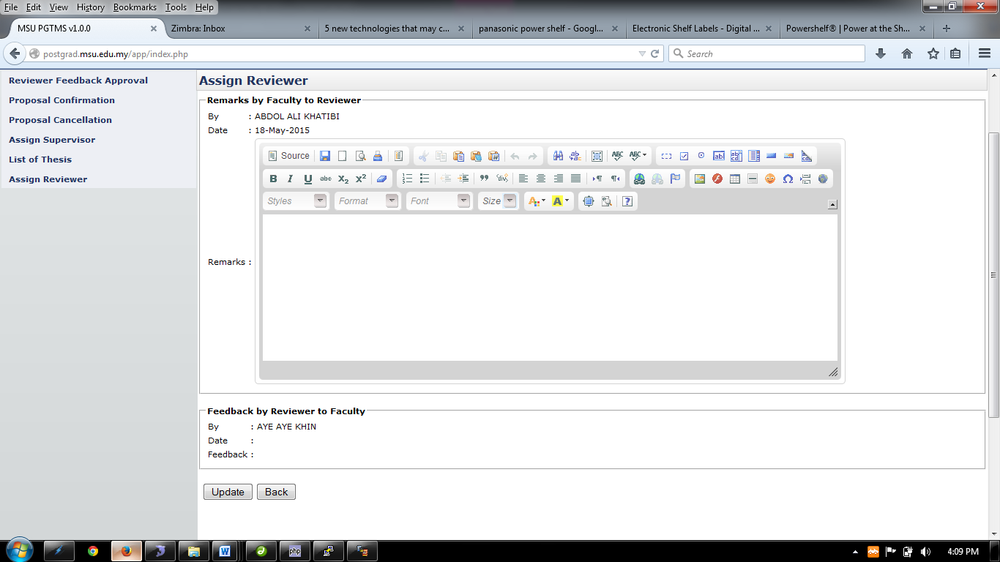 File Edit View History Bookmarks Tools Help
MSU PGTMS v1.0.0
Zimbra: Inbox
5 new technologies that may c...
panasonic power shelf - Googl...
Electronic Shelf Labels - Digital ...
Powershelf® | Power at the Sh...
postgrad.msu.edu.my/app/index.php
Search
Reviewer Feedback Approval
Proposal Confirmation
Proposal Cancellation
Assign Supervisor
List of Thesis
Assign Reviewer
Assign Reviewer
Remarks by Faculty to Reviewer
By : ABDOL ALI KHATIBI
Date : 18-May-2015
Source
Styles Format Font Size
Remarks :
Feedback by Reviewer to Faculty
By : AYE AYE KHIN
Date :
Feedback :
Update Back
php
4:09 PM